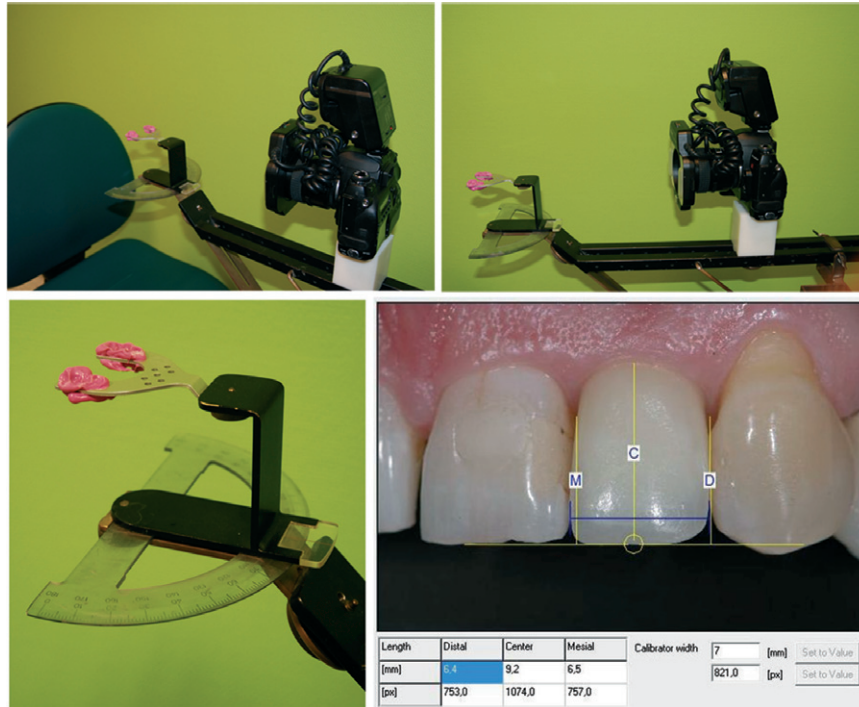 C
M
D
Length Distal Center Mesial
[mm] 6,4 9,2 6,5
[px] 753,0 1074,0 757,0
Calibrator width 7 [mm] Set to Value
821,0 [px] Set to Value